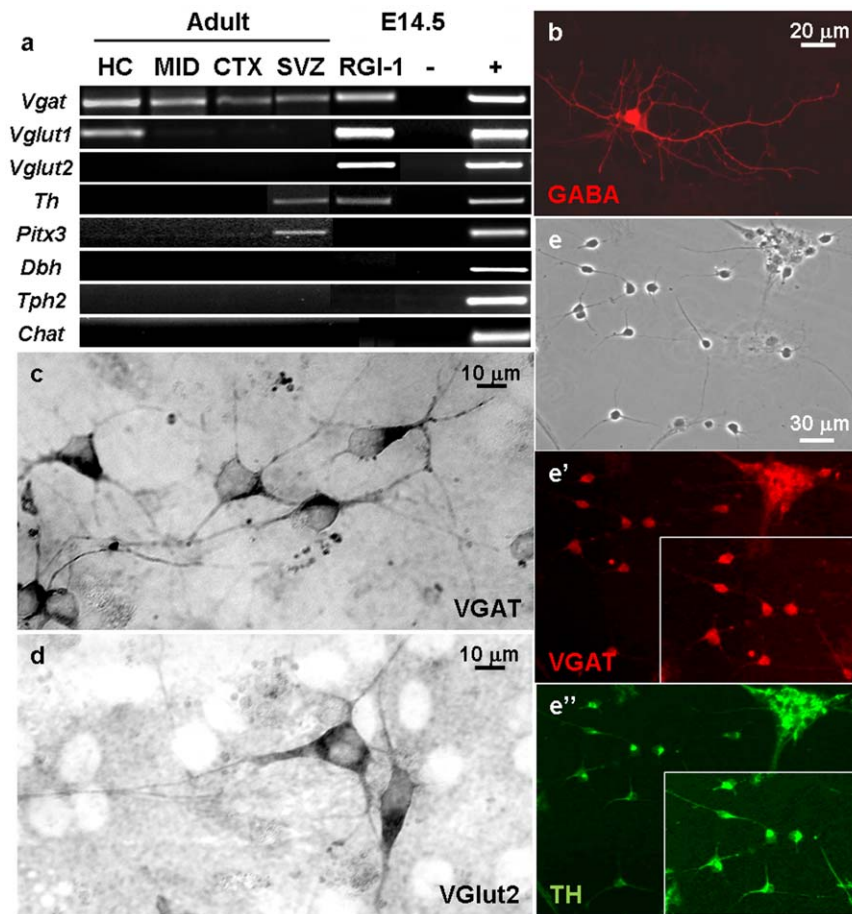 a
Adult E14.5
HC MID CTX SVZ RGI-1 - +
Vgat
Vglut1
Vglut2
Th
Pitx3
Dbh
Tph2
Chat
b
20 μm
GABA
c
10 μm
VGAT
d
10 μm
VGlut2
e
30 μm
e'
VGAT
e"
TH